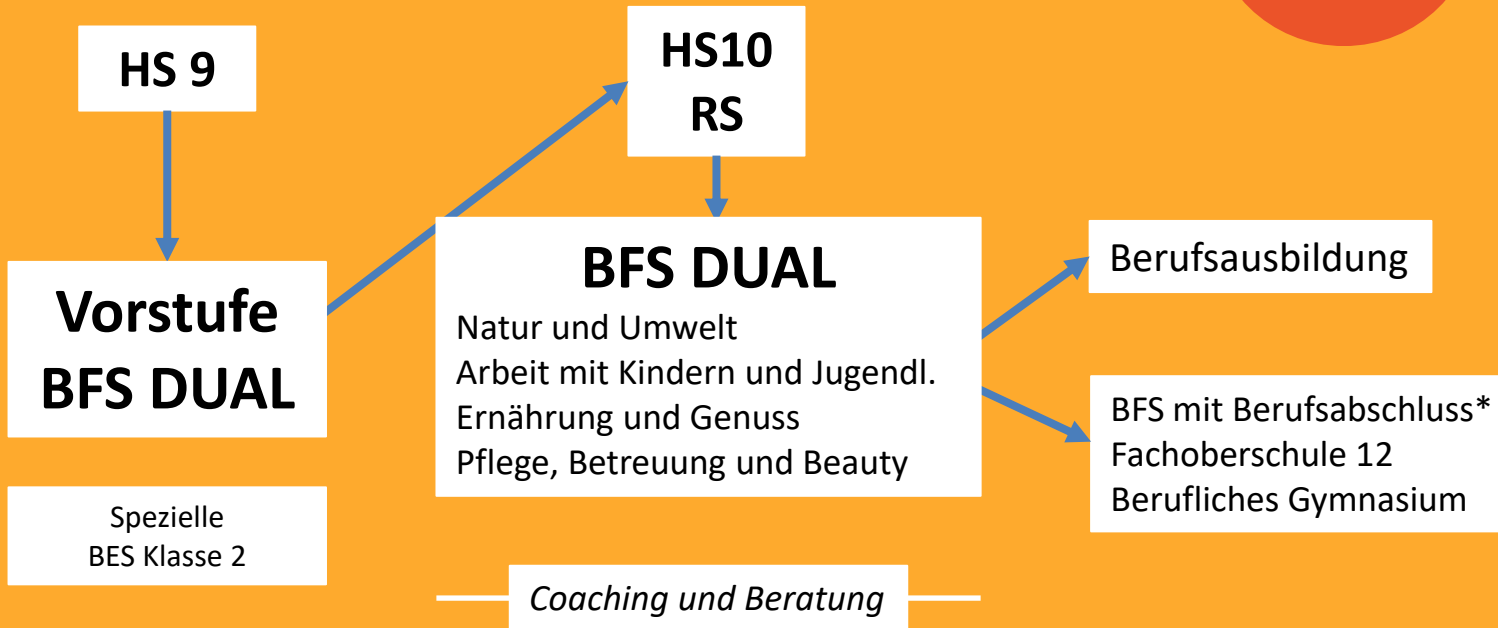 HS 9
HS10
RS
Vorstufe
BFS DUAL
Spezielle
BES Klasse 2
BFS DUAL
Natur und Umwelt
Arbeit mit Kindern und Jugendl.
Ernährung und Genuss
Pflege, Betreuung und Beauty
Berufsausbildung
BFS mit Berufsabschluss*
Fachoberschule 12
Berufliches Gymnasium
Coaching und Beratung